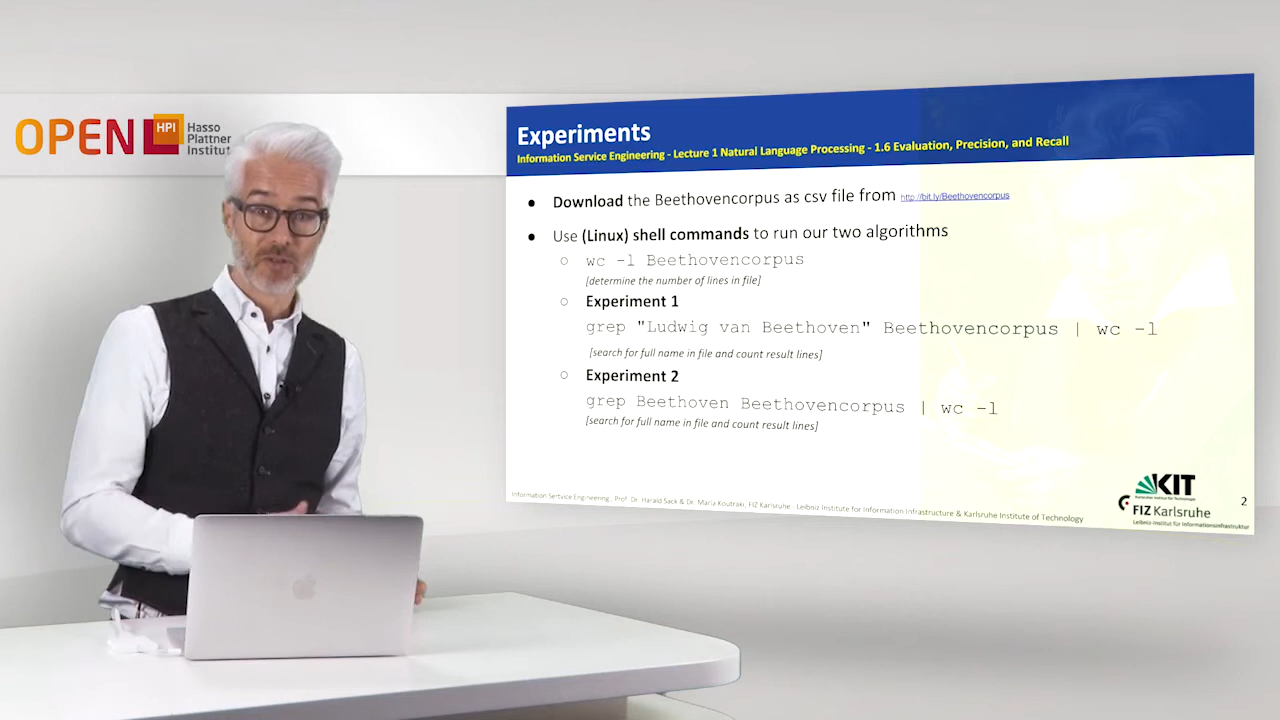 OPEN HPI Hasso
Plattner
Institut
Experiments
Information Service Engineering - Lecture 1 Natural Language Processing - 1.6 Evaluation, Precision, and Recall
● Download the Beethovencorpus as csv file from http://bit.ly/Beethovencorpus
● Use (Linux) shell commands to run our two algorithms
○ wc -l Beethovencorpus
[determine the number of lines in file]
○ Experiment 1
grep "Ludwig van Beethoven" Beethovencorpus | wc -l
[search for full name in file and count result lines]
○ Experiment 2
grep Beethoven Beethovencorpus | wc -l
[search for full name in file and count result lines]
Information Sertvice Engineering , Prof. Dr. Harald Sack & Dr. Maria Koutraki, FIZ Karlsruhe - Leibniz Institute for Information Infrastructure & Karlsruhe Institute of Technology
KIT
Karlsruher Institut für Technologie
FIZ Karlsruhe
Leibniz-Institut für Informationsinfrastruktur
2